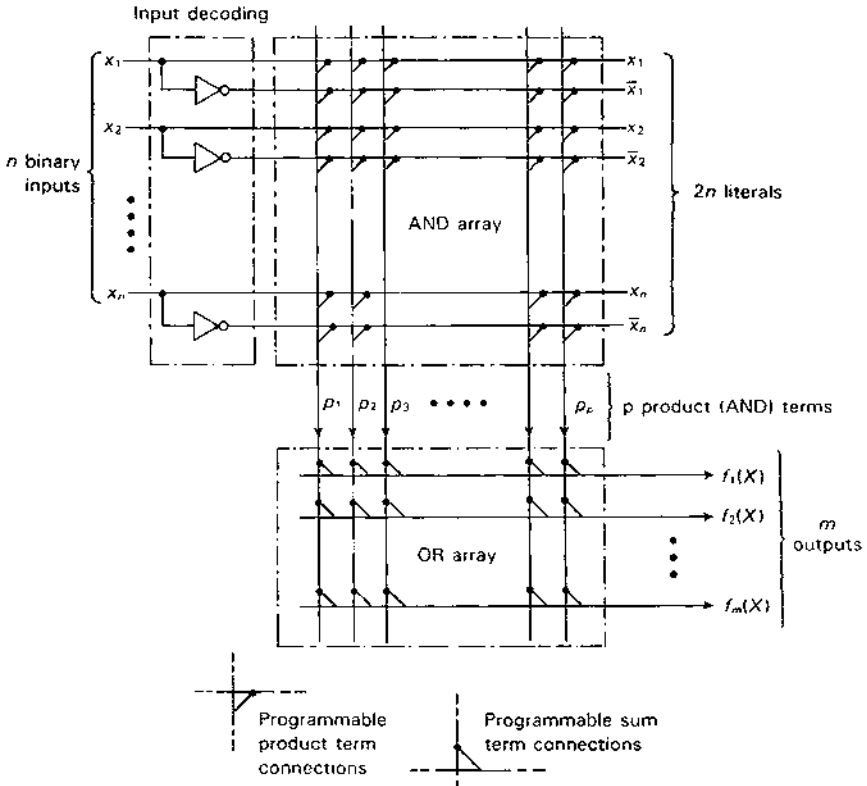 Input decoding
x₁
x₁
x̄₁
x₂
x₂
x̄₂
n binary
inputs
2n literals
AND array
xₙ
xₙ
x̄ₙ
p₁ p₂ p₃ pₚ p product (AND) terms
f₁(X)
f₂(X)
m
outputs
OR array
fₘ(X)
Programmable
product term
connections
Programmable sum
term connections